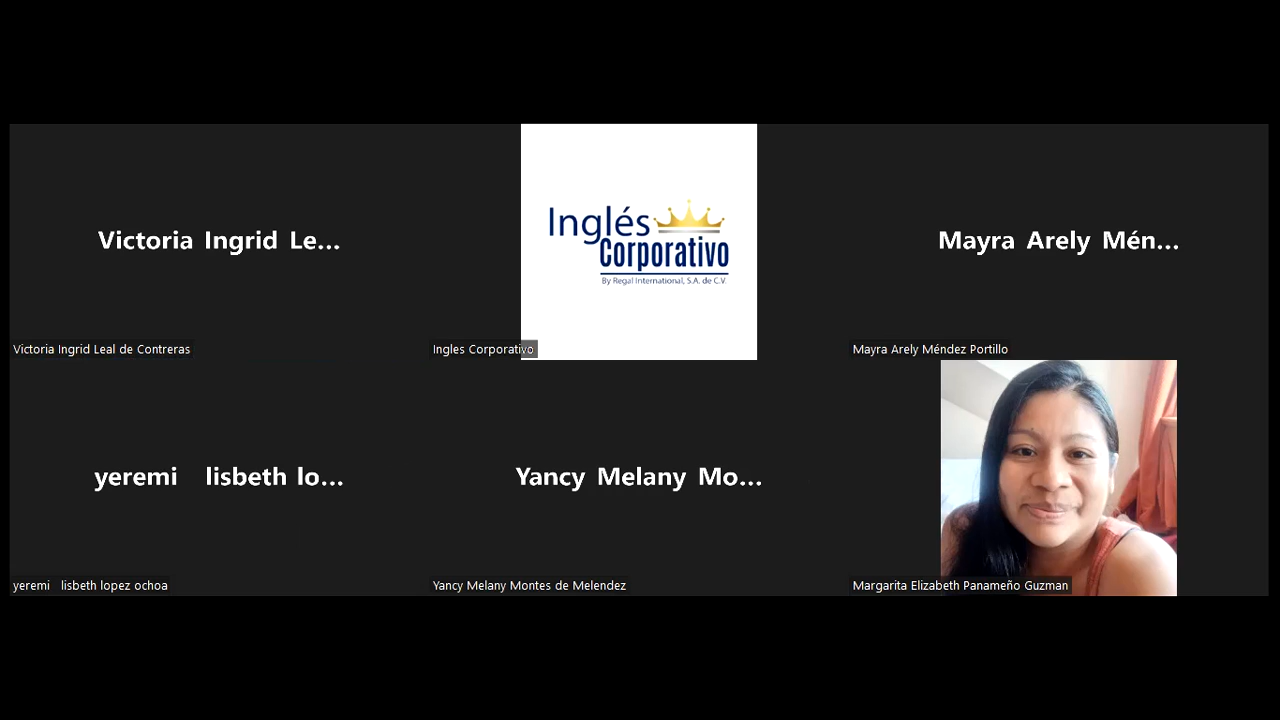 Victoria Ingrid Le...
Inglés
Corporativo
By Regal International, S.A. de C.V.
Mayra Arely Mén...
Victoria Ingrid Leal de Contreras
Ingles Corporativo
Mayra Arely Méndez Portillo
yeremi lisbeth lo...
Yancy Melany Mo...
yeremi lisbeth lopez ochoa
Yancy Melany Montes de Melendez
Margarita Elizabeth Panameño Guzman